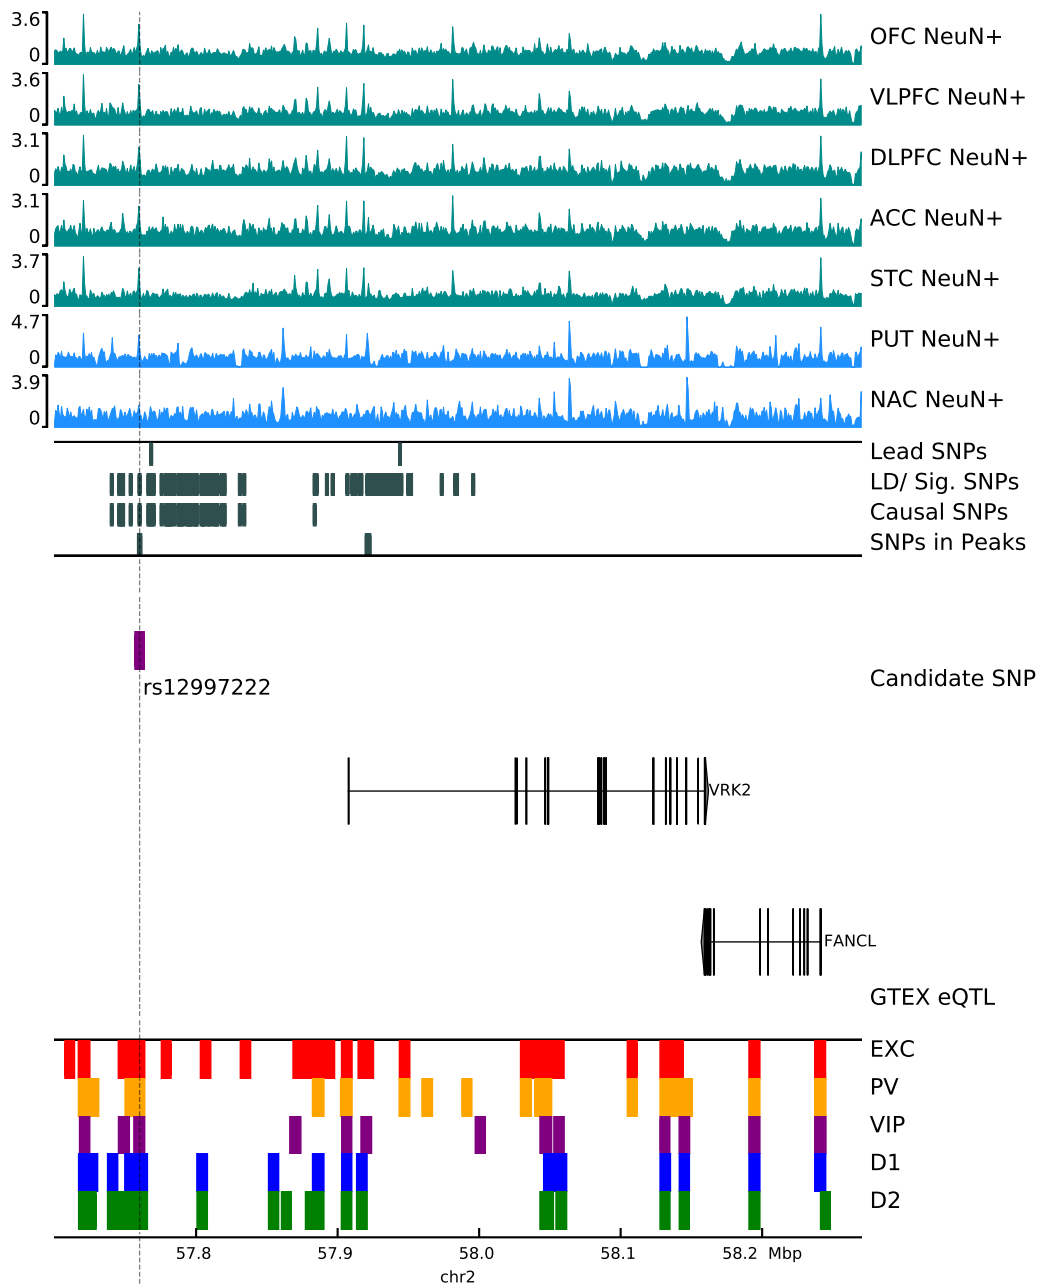 3.6
0
OFC NeuN+
3.6
0
VLPFC NeuN+
3.1
0
DLPFC NeuN+
3.1
0
ACC NeuN+
3.7
0
STC NeuN+
4.7
0
PUT NeuN+
3.9
0
NAC NeuN+
Lead SNPs
LD/ Sig. SNPs
Causal SNPs
SNPs in Peaks
rs12997222
Candidate SNP
VRK2
FANCL
GTEX eQTL
EXC
PV
VIP
D1
D2
57.8 57.9 58.0 58.1 58.2 Mbp
chr2